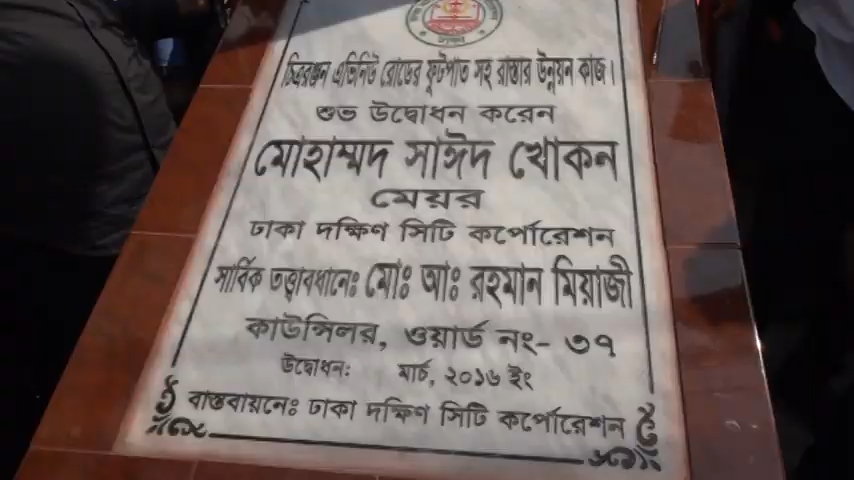 চিত্তরঞ্জন এভিনিউ রোডের ফুটপাত সহ রাস্তার উন্নয়ন কাজ।
শুভ উদ্বোধন করেন
মোহাম্মদ সাঈদ খোকন
মেয়র
ঢাকা দক্ষিণ সিটি কর্পোরেশন
সার্বিক তত্ত্বাবধানেঃ মোঃ আঃ রহমান মিয়াজী
কাউন্সিলর, ওয়ার্ড নং- ৩৭
উদ্বোধন: মার্চ, ২০১৬ ইং
বাস্তবায়নেঃ ঢাকা দক্ষিণ সিটি কর্পোরেশন